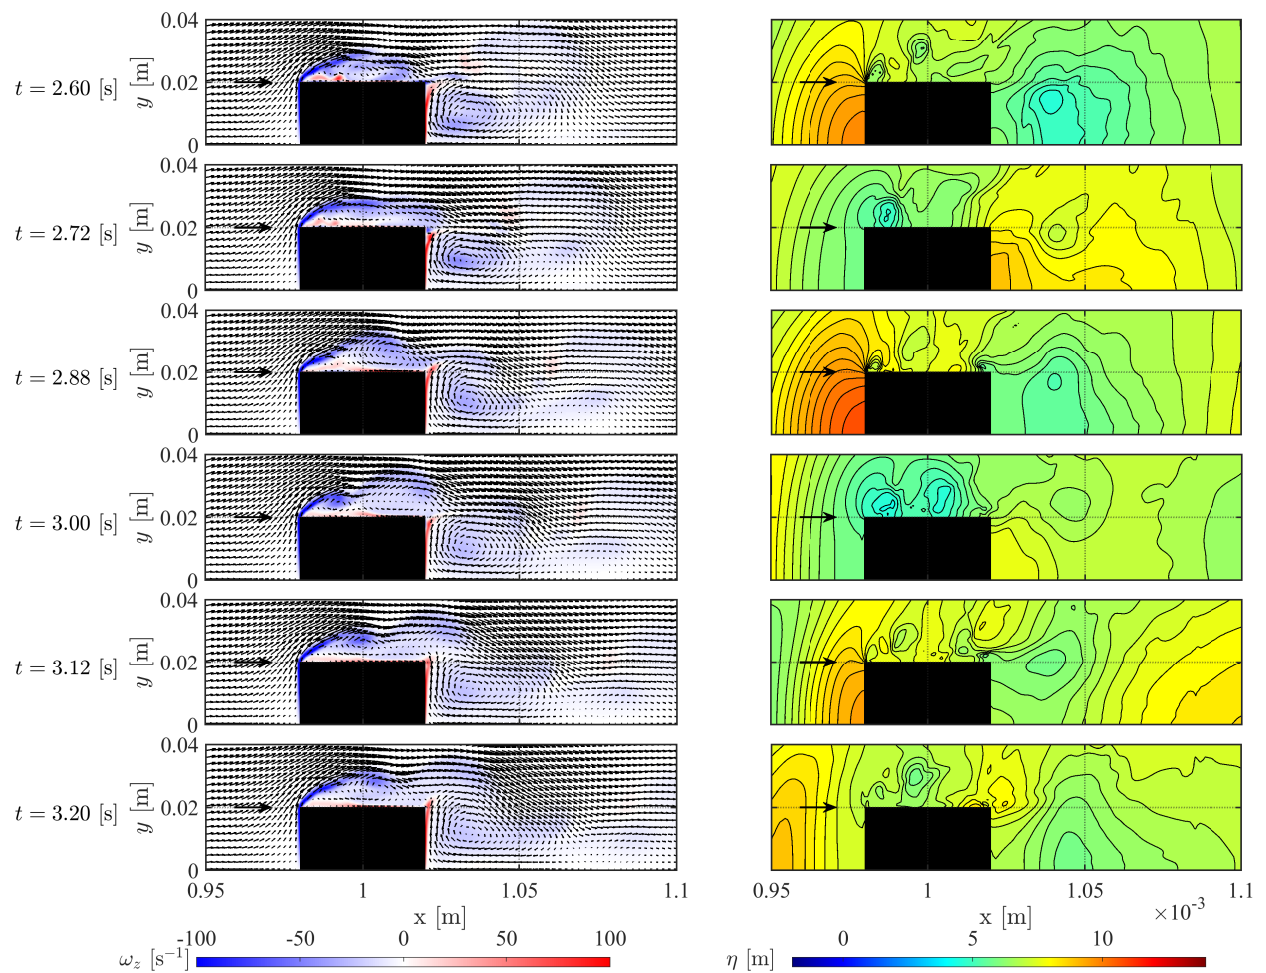 t = 2.60 [s]
y [m]
0.04
0.02
0
t = 2.72 [s]
y [m]
0.04
0.02
0
t = 2.88 [s]
y [m]
0.04
0.02
0
t = 3.00 [s]
y [m]
0.04
0.02
0
t = 3.12 [s]
y [m]
0.04
0.02
0
t = 3.20 [s]
y [m]
0.04
0.02
0
0.95 1 1.05 1.1
0.95 1 1.05 1.1
x [m]
x [m]
×10⁻³
ω_z [s⁻¹]
-100 -50 0 50 100
η [m]
0 5 10